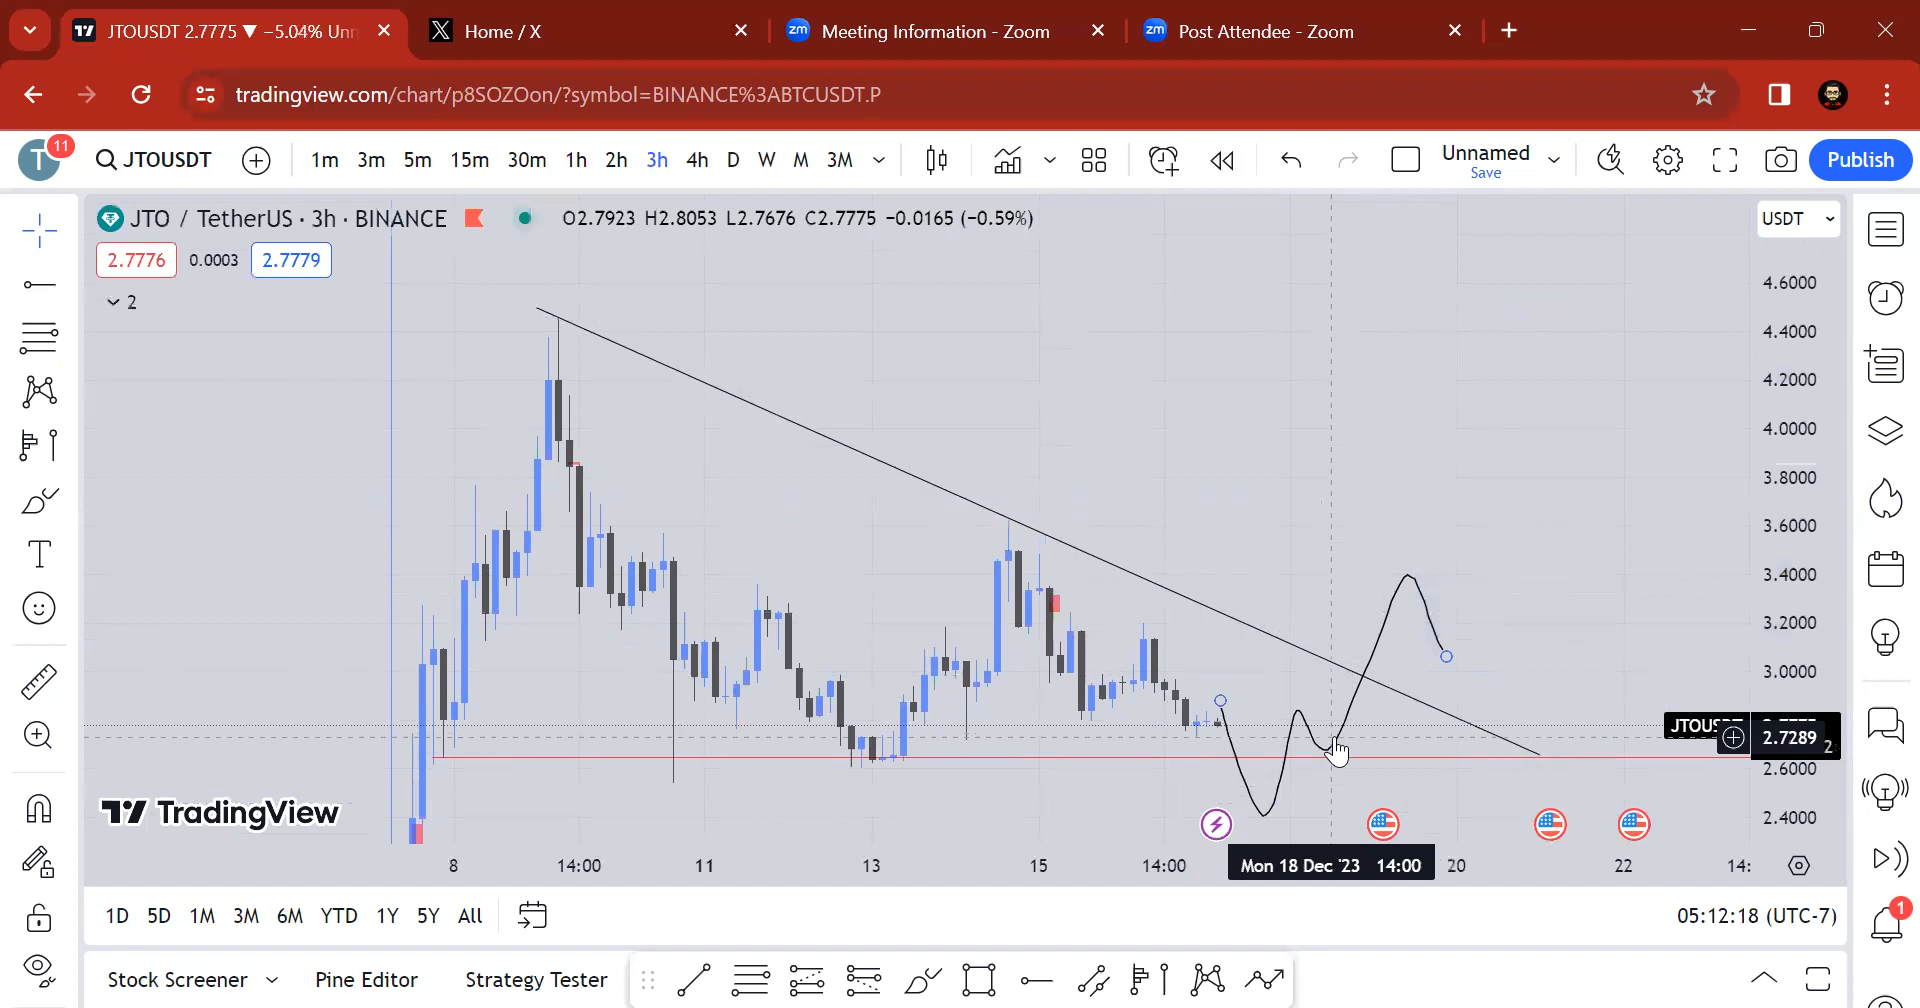 JTOUSDT 2.7775 ▼ −5.04% Unn
Home / X
zm Meeting Information - Zoom
zm Post Attendee - Zoom
tradingview.com/chart/p8SOZOon/?symbol=BINANCE%3ABTCUSDT.P
T 11 JTOUSDT 1m 3m 5m 15m 30m 1h 2h 3h 4h D W M 3M Unnamed Save Publish
JTO / TetherUS · 3h · BINANCE O2.7923 H2.8053 L2.7676 C2.7775 −0.0165 (−0.59%) USDT
2.7776 0.0003 2.7779
2
4.6000
4.4000
4.2000
4.0000
3.8000
3.6000
3.4000
3.2000
3.0000
2.7289
2.6000
2.4000
TradingView
8 14:00 11 13 15 14:00 Mon 18 Dec '23 14:00 20 22 14:
1D 5D 1M 3M 6M YTD 1Y 5Y All 05:12:18 (UTC-7)
1
Stock Screener Pine Editor Strategy Tester